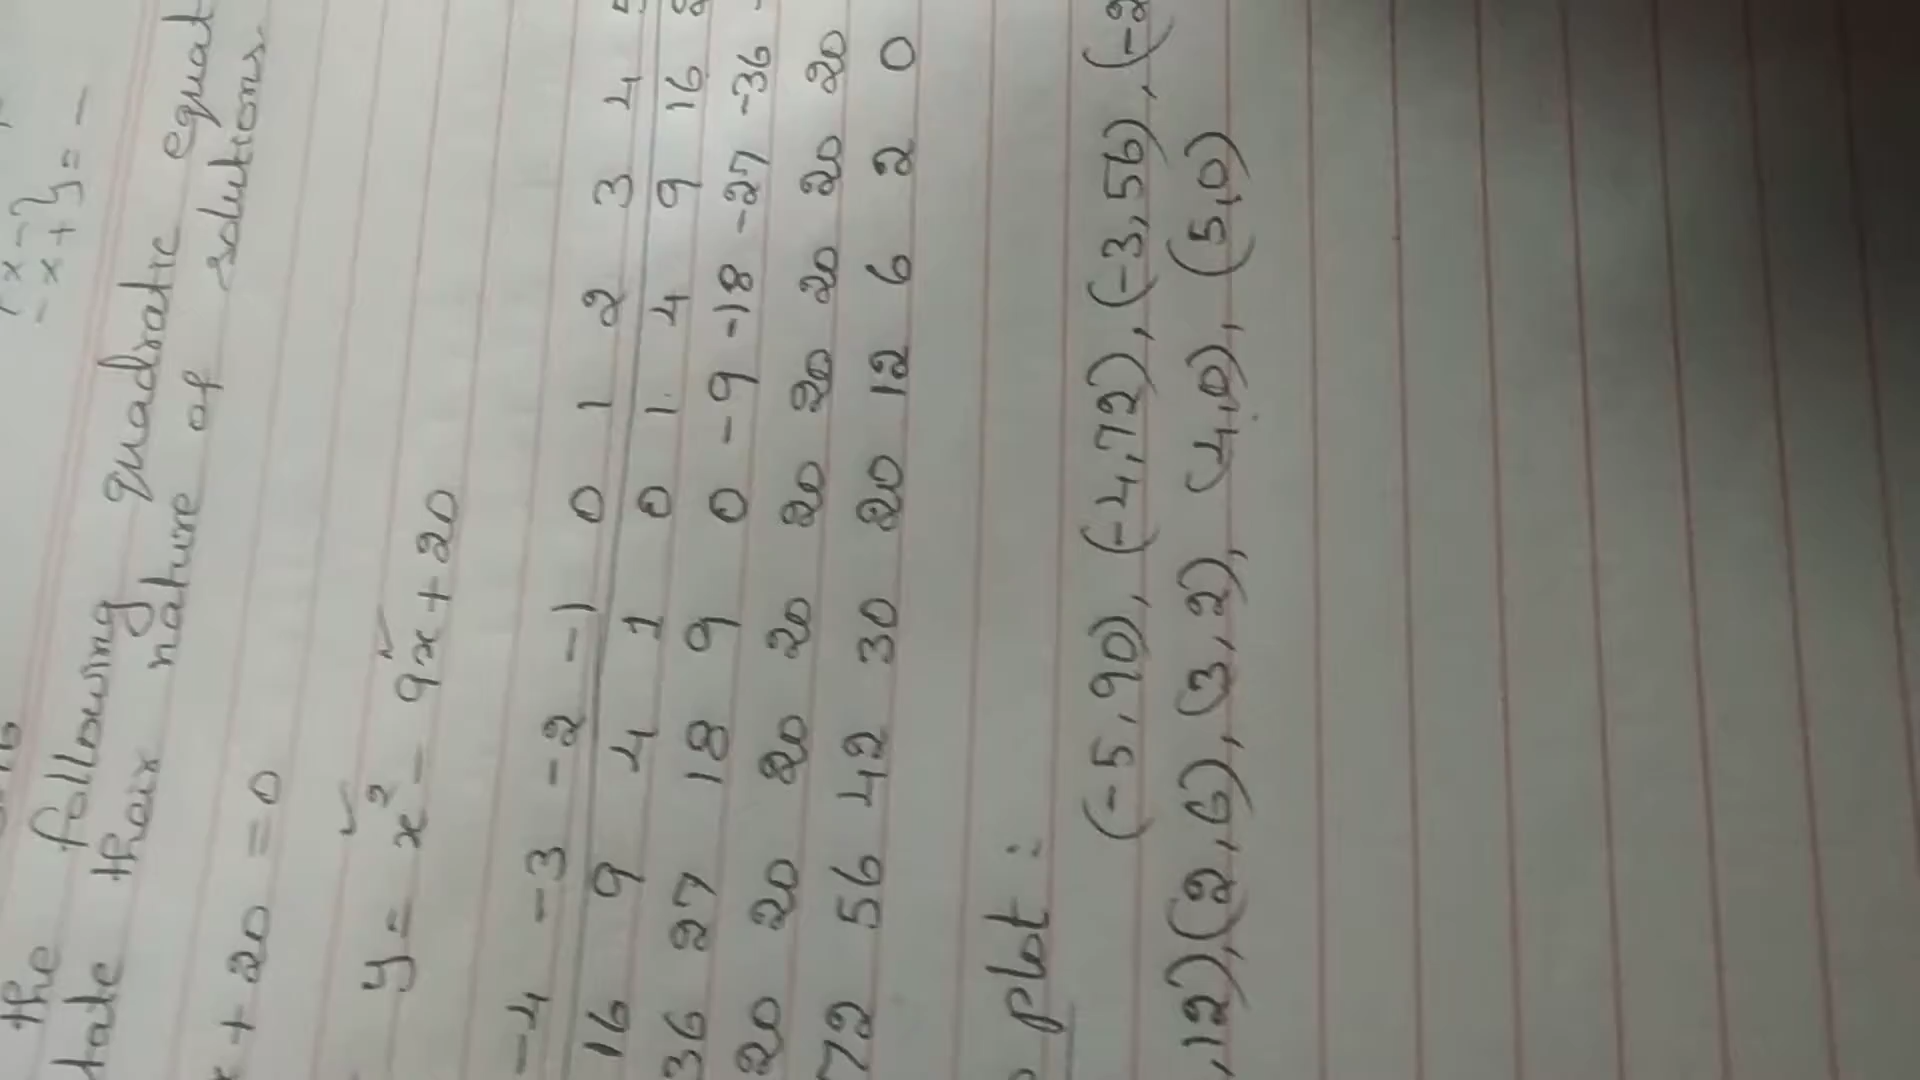 x -
- x + y = -
the following quadratic equat
tate their nature of solutions.
+ 20 = 0
y = x² - 9x + 20
-4 -3 -2 -1 0 1 2 3 4
16 9 4 1 0 1 4 9 16
36 27 18 9 0 -9 -18 -27 -36
20 20 20 20 20 20 20 20 20
72 56 42 30 20 12 6 2 0
plot :
(-5,90), (-4,72), (-3,56), (-2
,12), (2,6), (3,2), (4,0), (5,0)